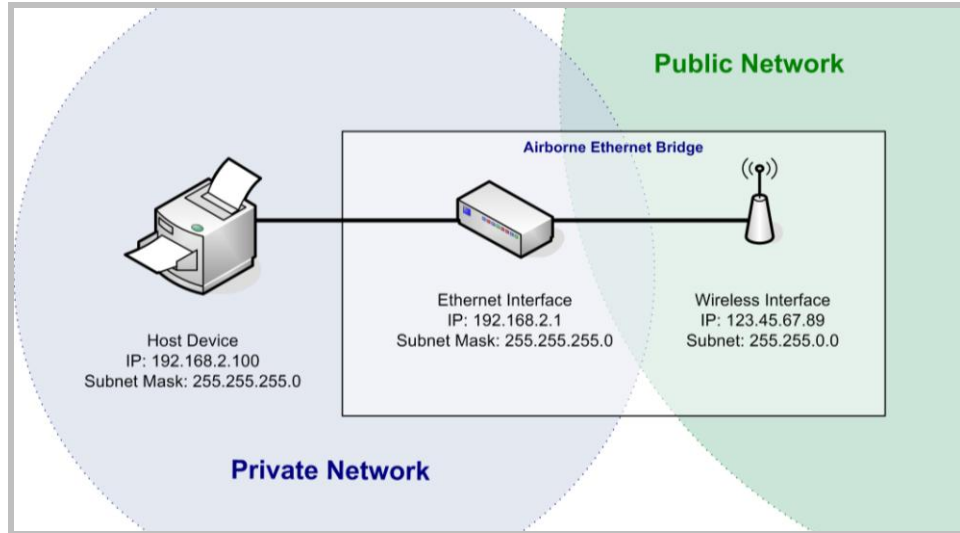 Public Network
Airborne Ethernet Bridge
Ethernet Interface
IP: 192.168.2.1
Subnet Mask: 255.255.255.0
Wireless Interface
IP: 123.45.67.89
Subnet: 255.255.0.0
Host Device
IP: 192.168.2.100
Subnet Mask: 255.255.255.0
Private Network